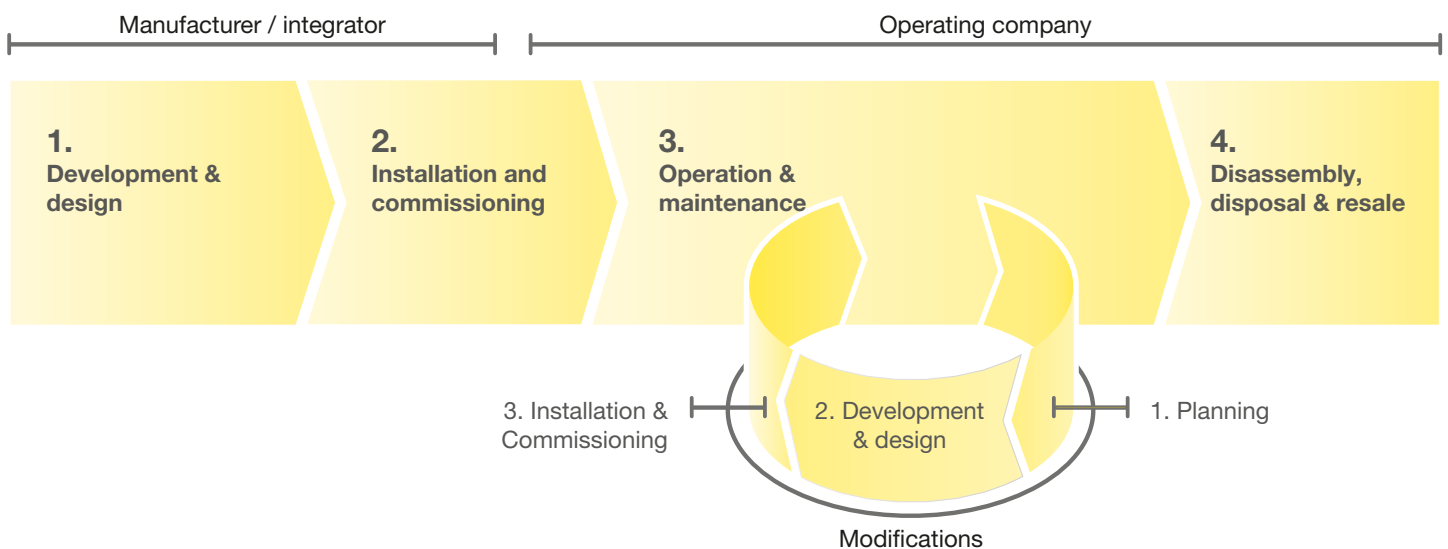 Manufacturer / integrator
Operating company
1.
Development &
design
2.
Installation and
commissioning
3.
Operation &
maintenance
4.
Disassembly,
disposal & resale
3. Installation &
Commissioning
2. Development
& design
1. Planning
Modifications